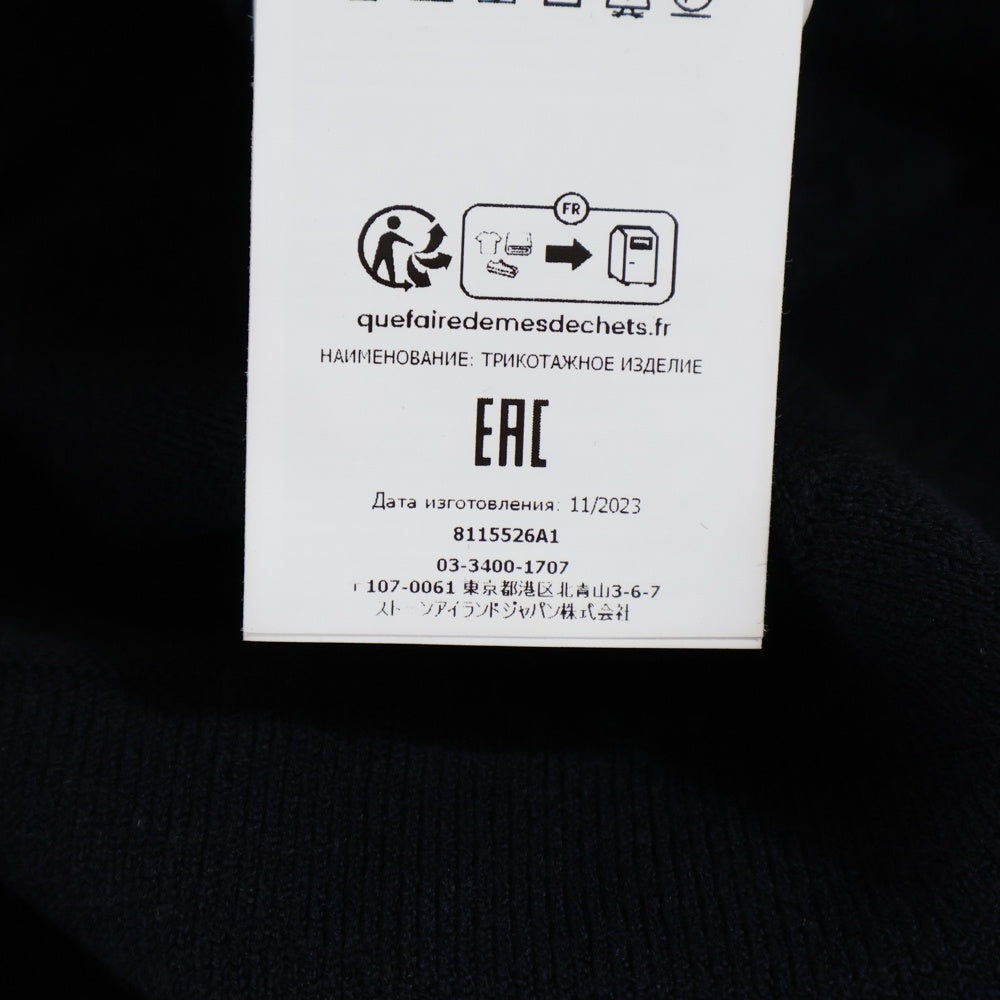 FR
quefairedemesdechets.fr
НАИМЕНОВАНИЕ: ТРИКОТАЖНОЕ ИЗДЕЛИЕ
EAC
Дата изготовления: 11/2023
8115526A1
03-3400-1707
〒107-0061 東京都港区北青山3-6-7
ストーンアイランドジャパン株式会社